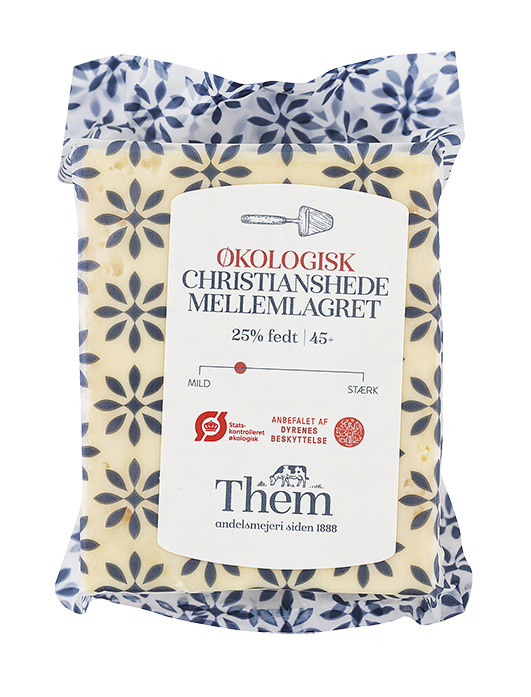 ØKOLOGISK
CHRISTIANSHEDE
MELLEMLAGRET
25% fedt | 45+
MILD STÆRK
Stats-
kontrolleret
økologisk
ANBEFALET AF
DYRENES
BESKYTTELSE
Them
andelsmejeri siden 1888